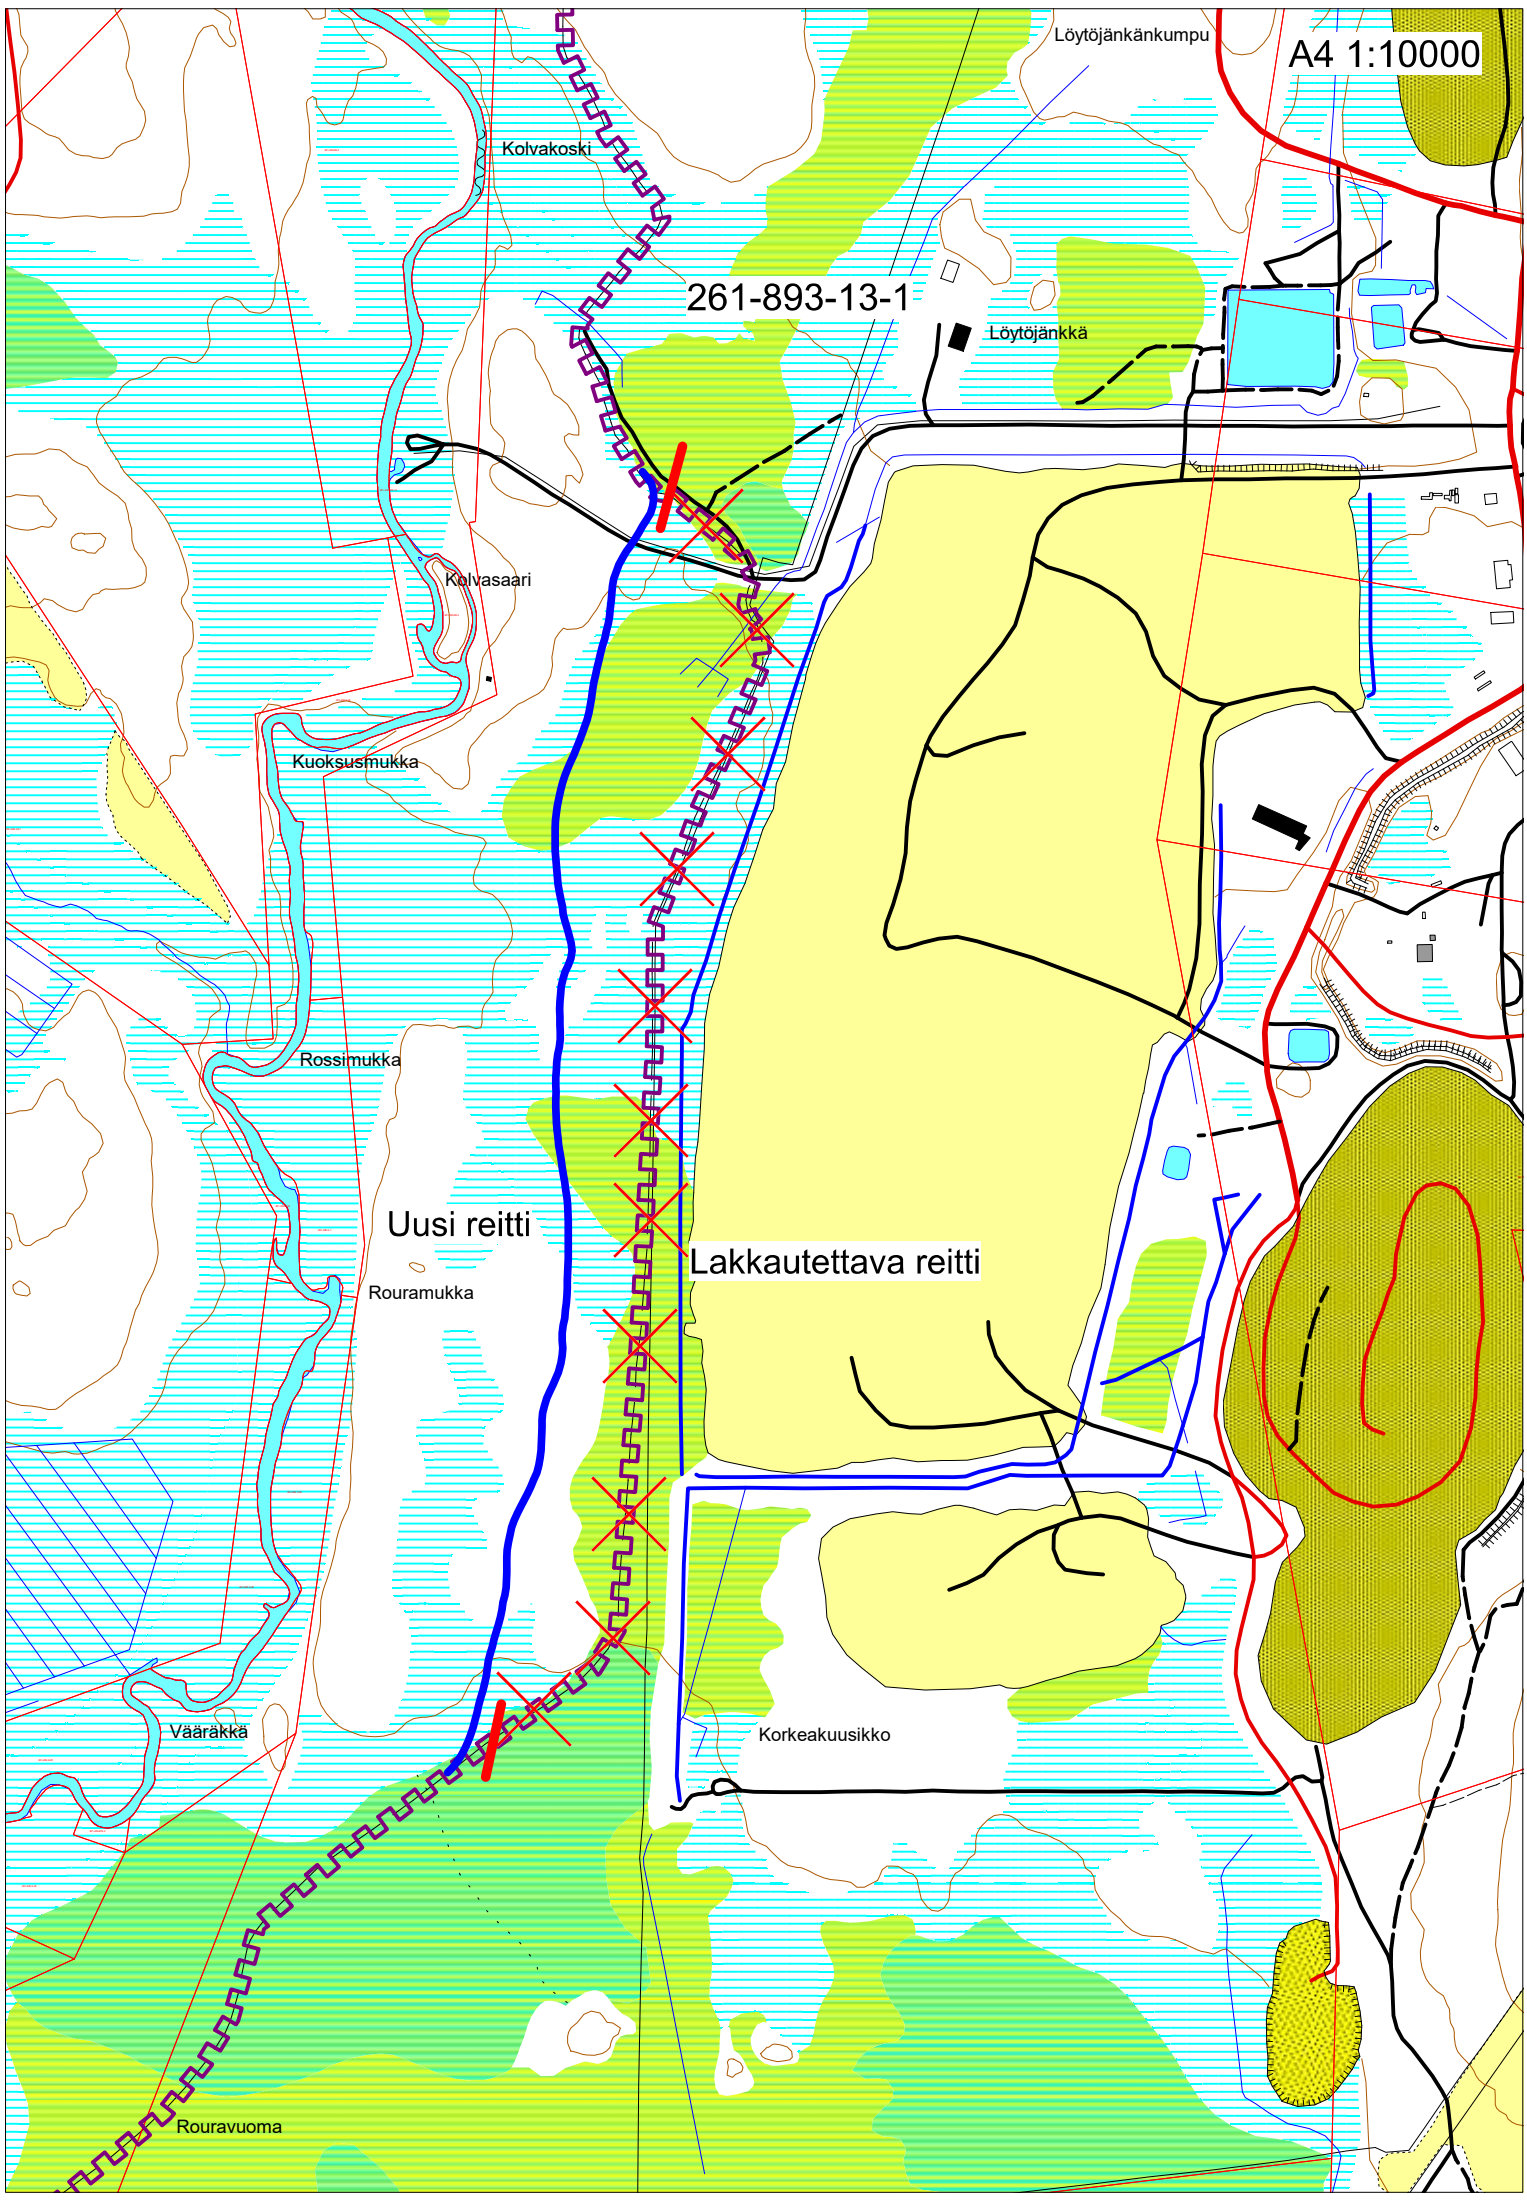 Löytöjänkänkumpu
A4 1:10000
Kolvakoski
261-893-13-1
Löytöjänkkä
Kolvasaari
Kuoksusmukka
Rossimukka
Uusi reitti
Lakkautettava reitti
Rouramukka
Vääräkkä
Korkeakuusikko
Rouravuoma